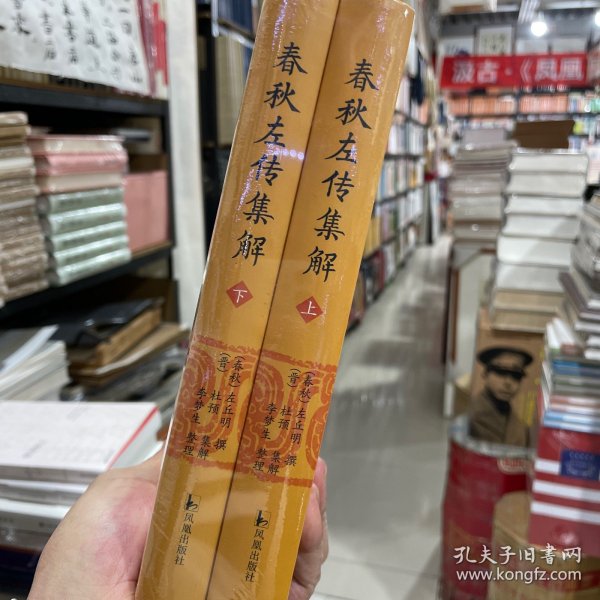 春秋左传集解
下
(春秋)左丘明 撰
(晋)杜预 集解
李梦生 整理
凤凰出版社
春秋左传集解
上
(春秋)左丘明 撰
(晋)杜预 集解
李梦生 整理
凤凰出版社
汲古·《凤凰
孔夫子旧书网
www.kongfz.com